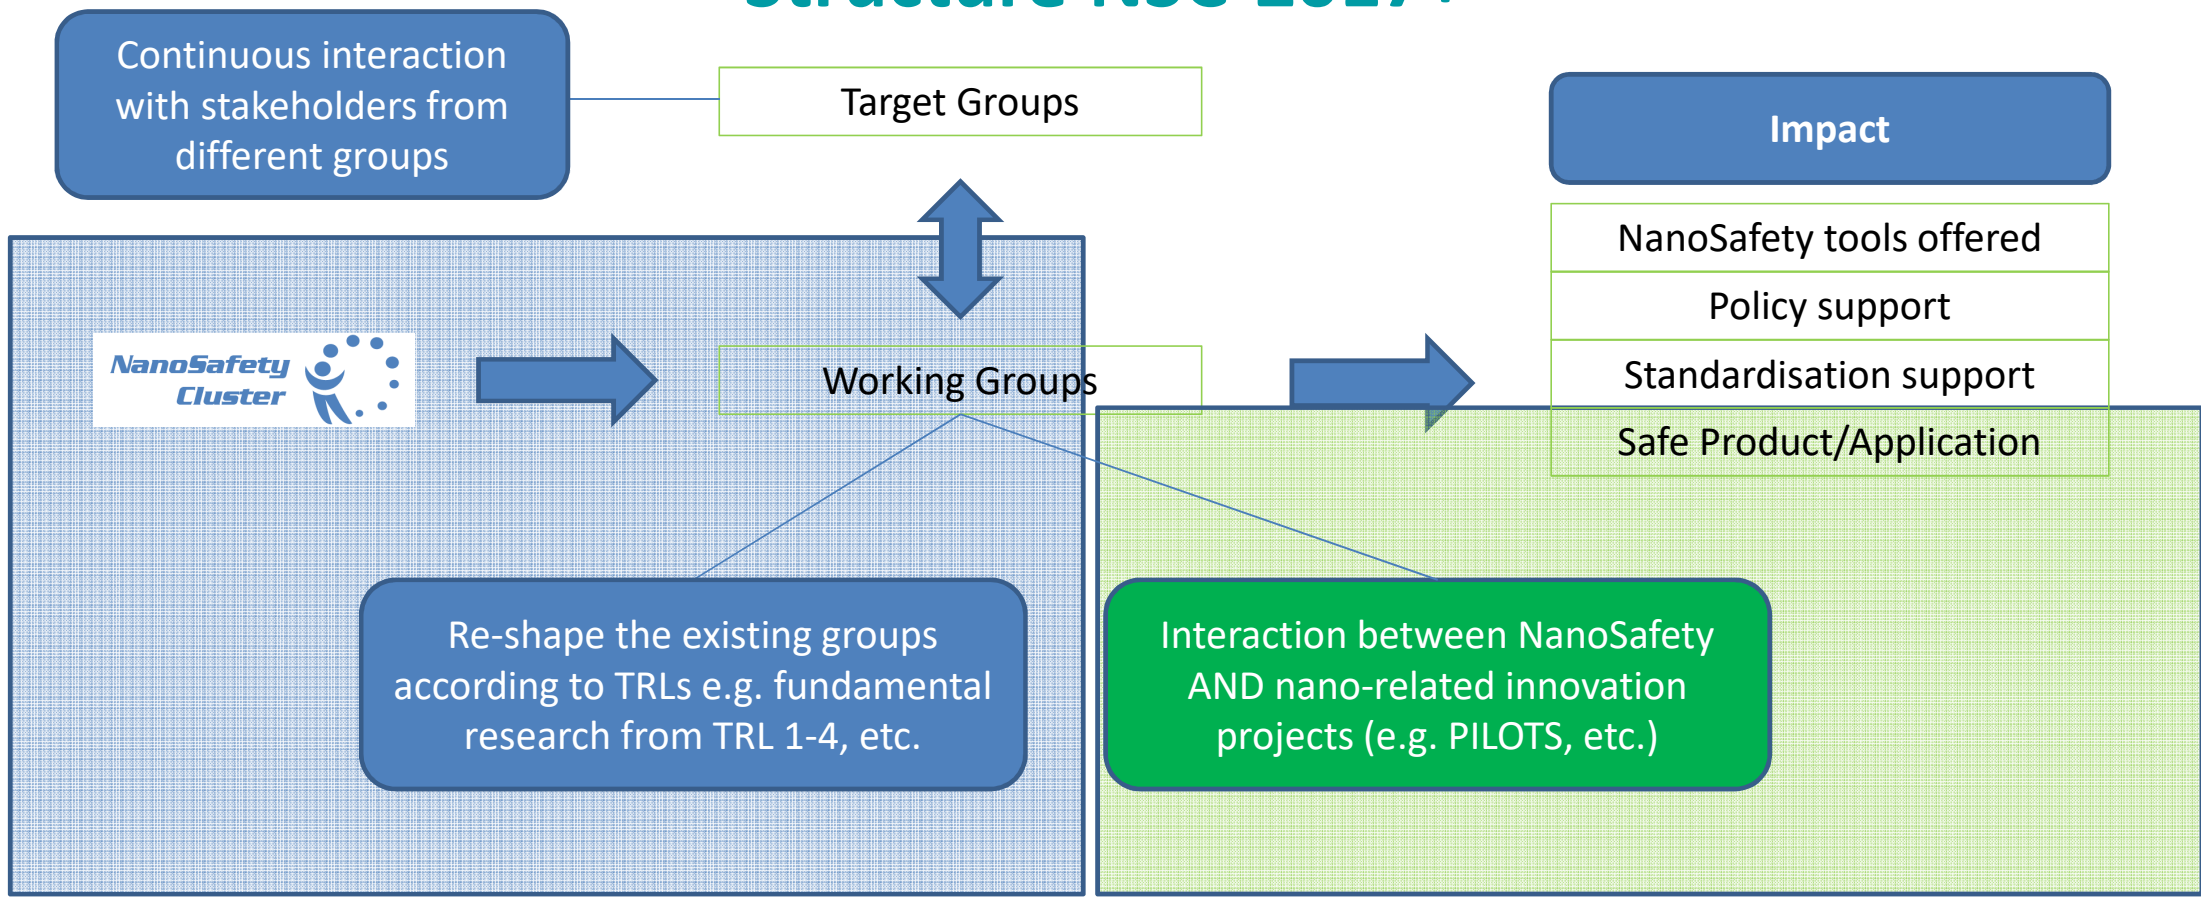 Structure NSC
Continuous interaction
with stakeholders from
different groups
Target Groups
Impact
NanoSafety tools offered
Policy support
Standardisation support
Safe Product/Application
NanoSafety
Cluster
Working Groups
Re-shape the existing groups
according to TRLs e.g. fundamental
research from TRL 1-4, etc.
Interaction between NanoSafety
AND nano-related innovation
projects (e.g. PILOTS, etc.)